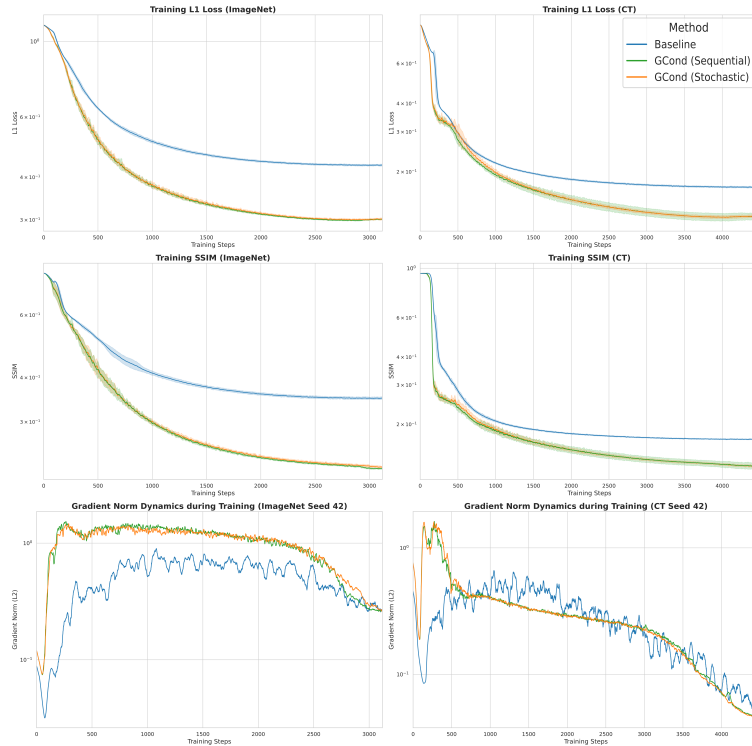 Training L1 Loss (ImageNet)
10⁰
6 × 10⁻¹
4 × 10⁻¹
3 × 10⁻¹
L1 Loss
0 500 1000 1500 2000 2500 3000
Training Steps
Training L1 Loss (CT)
6 × 10⁻¹
4 × 10⁻¹
3 × 10⁻¹
2 × 10⁻¹
L1 Loss
0 500 1000 1500 2000 2500 3000 3500 4000
Training Steps
Method
Baseline
GCond (Sequential)
GCond (Stochastic)
Training SSIM (ImageNet)
6 × 10⁻¹
4 × 10⁻¹
3 × 10⁻¹
SSIM
0 500 1000 1500 2000 2500 3000
Training Steps
Training SSIM (CT)
10⁰
6 × 10⁻¹
4 × 10⁻¹
3 × 10⁻¹
2 × 10⁻¹
SSIM
0 500 1000 1500 2000 2500 3000 3500 4000
Training Steps
Gradient Norm Dynamics during Training (ImageNet Seed 42)
10⁰
10⁻¹
Gradient Norm (L2)
0 500 1000 1500 2000 2500 3000
Training Steps
Gradient Norm Dynamics during Training (CT Seed 42)
10⁰
10⁻¹
Gradient Norm (L2)
0 500 1000 1500 2000 2500 3000 3500 4000
Training Steps